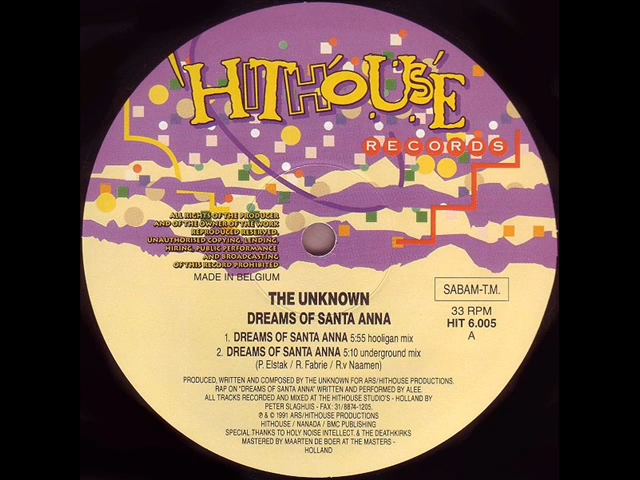 HITHOUSE
RECORDS
ALL RIGHTS OF THE PRODUCER
AND OF THE OWNER OF THE WORK
REPRODUCED RESERVED.
UNAUTHORISED COPYING, LENDING,
HIRING, PUBLIC PERFORMANCE
AND BROADCASTING
OF THIS RECORD PROHIBITED
MADE IN BELGIUM
SABAM-T.M.
33 RPM
HIT 6.005
A
THE UNKNOWN
DREAMS OF SANTA ANNA
1. DREAMS OF SANTA ANNA 5:55 hooligan mix
2. DREAMS OF SANTA ANNA 5:10 underground mix
(P. Elstak / R. Fabrie / R.v Naamen)
PRODUCED, WRITTEN AND COMPOSED BY THE UNKNOWN FOR ARS/HITHOUSE PRODUCTIONS.
RAP ON "DREAMS OF SANTA ANNA" WRITTEN AND PERFORMED BY ALEE.
ALL TRACKS RECORDED AND MIXED AT THE HITHOUSE STUDIO'S - HOLLAND BY
PETER SLAGHUIS - FAX: 31/8874-1205.
℗ & © 1991 ARS/HITHOUSE PRODUCTIONS
HITHOUSE / NANADA / BMC PUBLISHING
SPECIAL THANKS TO HOLY NOISE INTELLECT. & THE DEATHKIRKS
MASTERED BY MAARTEN DE BOER AT THE MASTERS -
HOLLAND